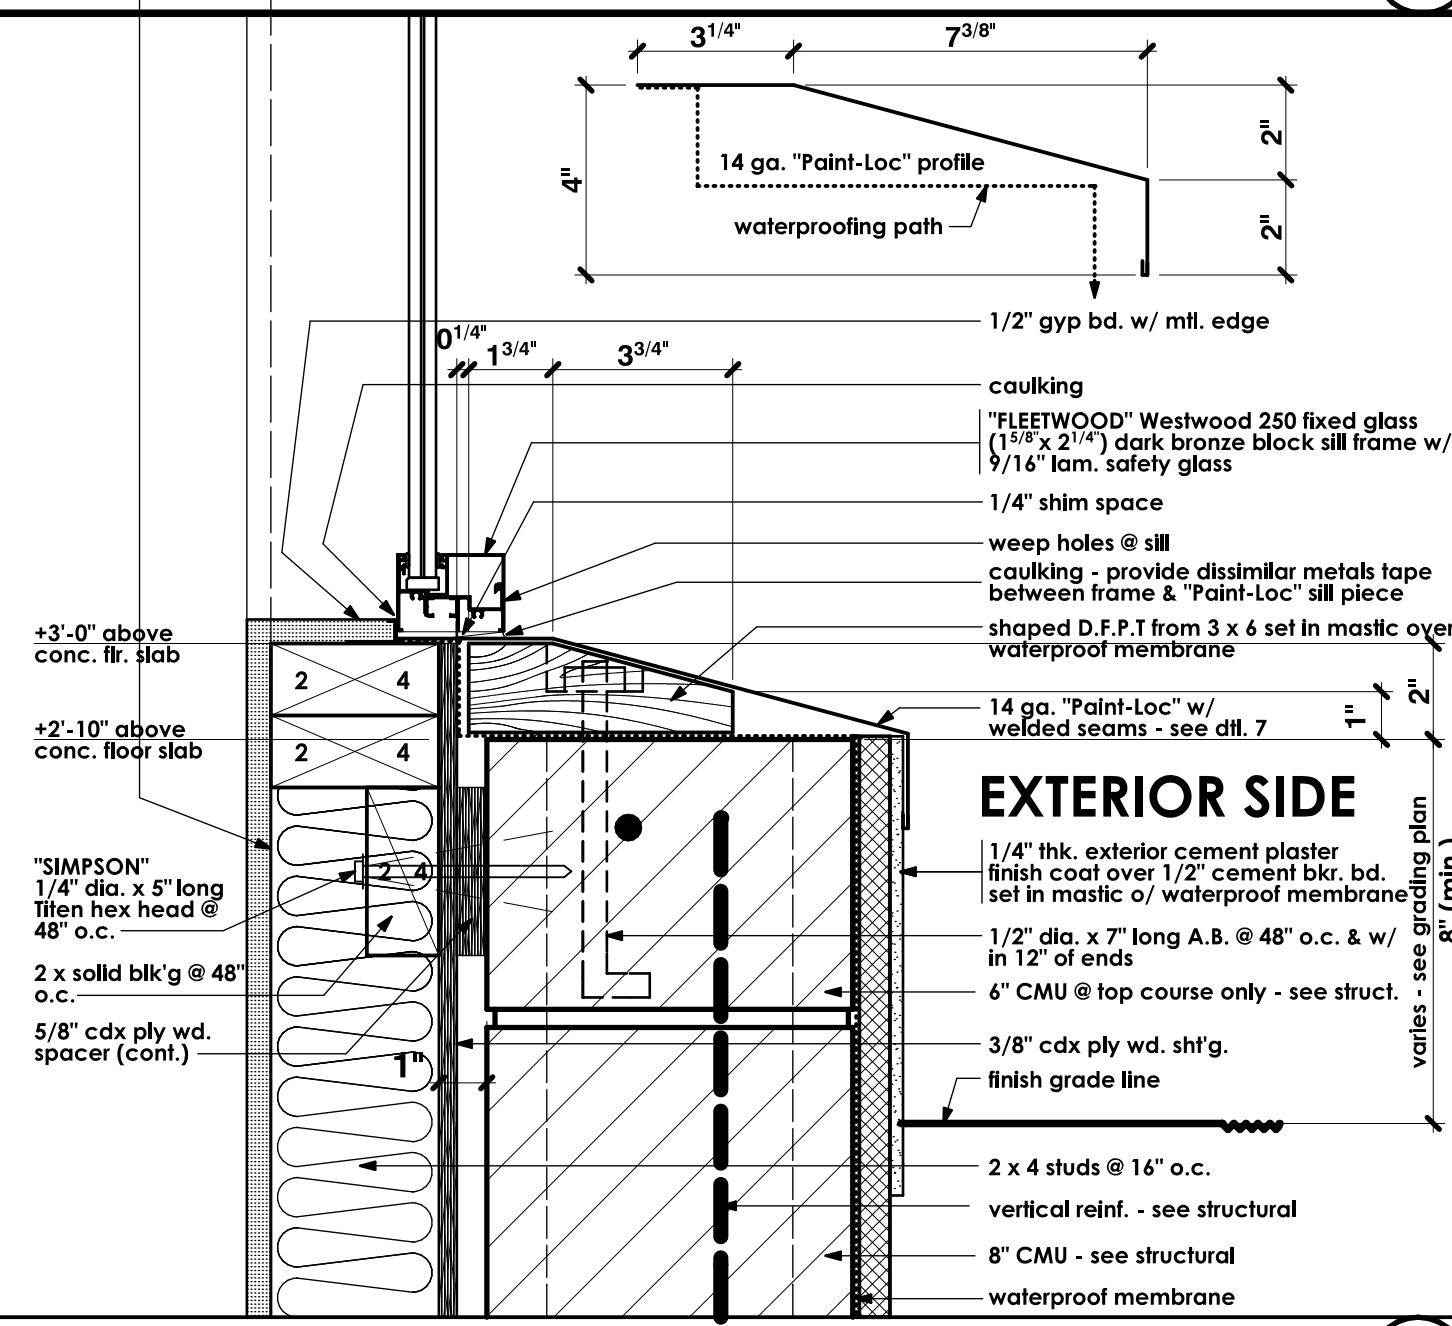 3 1/4"
7 3/8"
4"
2"
2"
14 ga. "Paint-Loc" profile
waterproofing path
0 1/4"
1 3/4"
3 3/4"
1/2" gyp bd. w/ mtl. edge
caulking
"FLEETWOOD" Westwood 250 fixed glass
(1 5/8"x 2 1/4") dark bronze block sill frame w/
9/16" lam. safety glass
1/4" shim space
weep holes @ sill
caulking - provide dissimilar metals tape
between frame & "Paint-Loc" sill piece
shaped D.F.P.T from 3 x 6 set in mastic over
waterproof membrane
14 ga. "Paint-Loc" w/
welded seams - see dtl. 7
1"
2"
EXTERIOR SIDE
1/4" thk. exterior cement plaster
finish coat over 1/2" cement bkr. bd.
set in mastic o/ waterproof membrane
1/2" dia. x 7" long A.B. @ 48" o.c. & w/
in 12" of ends
6" CMU @ top course only - see struct.
3/8" cdx ply wd. sht'g.
finish grade line
2 x 4 studs @ 16" o.c.
vertical reinf. - see structural
8" CMU - see structural
waterproof membrane
varies - see grading plan
8" (min.)
+3'-0" above
conc. flr. slab
+2'-10" above
conc. floor slab
2 4
2 4
2 4
"SIMPSON"
1/4" dia. x 5" long
Titen hex head @
48" o.c.
2 x solid blk'g @ 48"
o.c.
5/8" cdx ply wd.
spacer (cont.)
1"